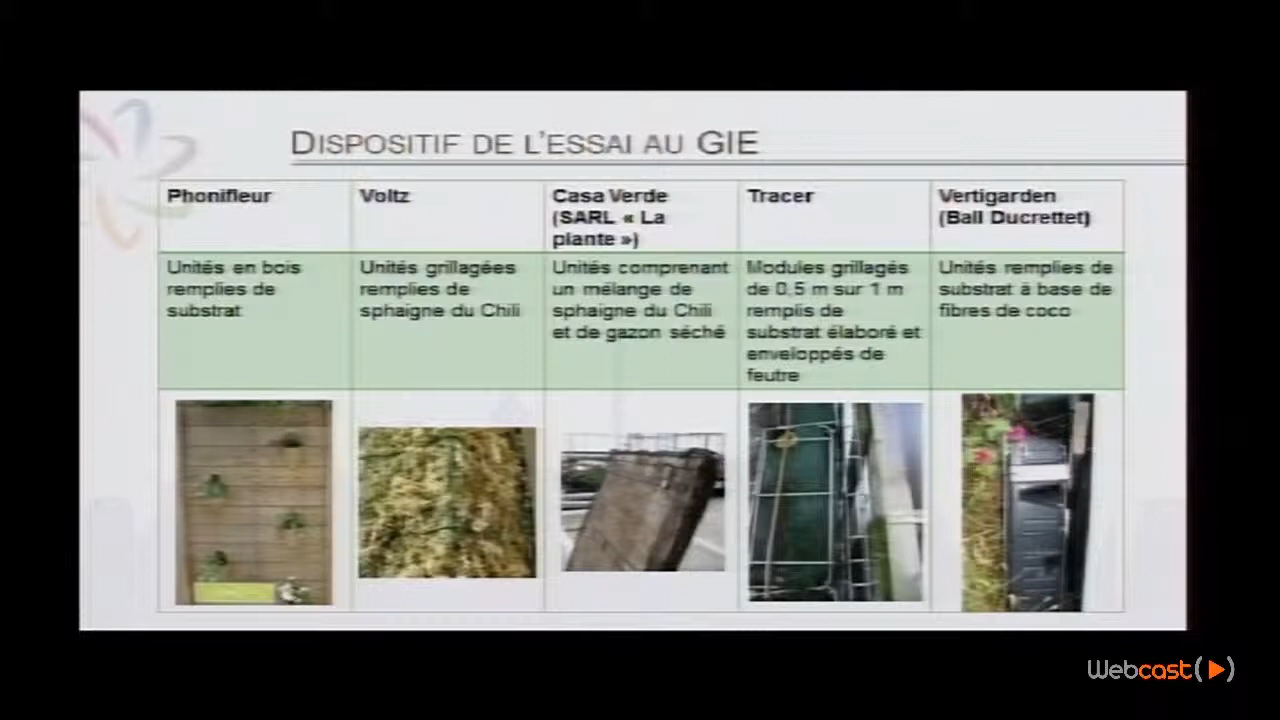 DISPOSITIF DE L'ESSAI AU GIE
Phonifleur
Voltz
Casa Verde
(SARL « La
plante »)
Tracer
Vertigarden
(Ball Ducrettet)
Unités en bois
remplies de
substrat
Unités grillagées
remplies de
sphaigne du Chili
Unités comprenant
un mélange de
sphaigne du Chili
et de gazon séché
Modules grillagés
de 0,5 m sur 1 m
remplis de
substrat élaboré et
enveloppés de
feutre
Unités remplies de
substrat à base de
fibres de coco
Webcast